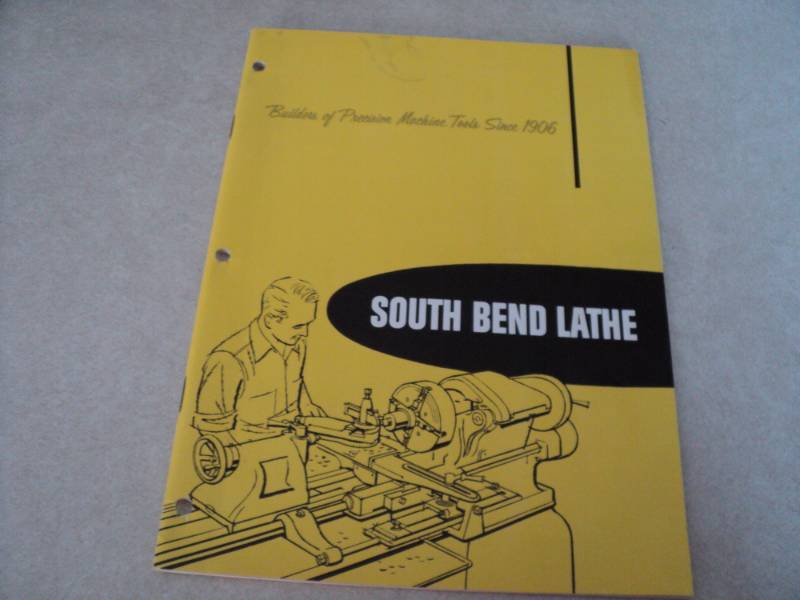 Builders of Precision Machine Tools Since 1906
SOUTH BEND LATHE